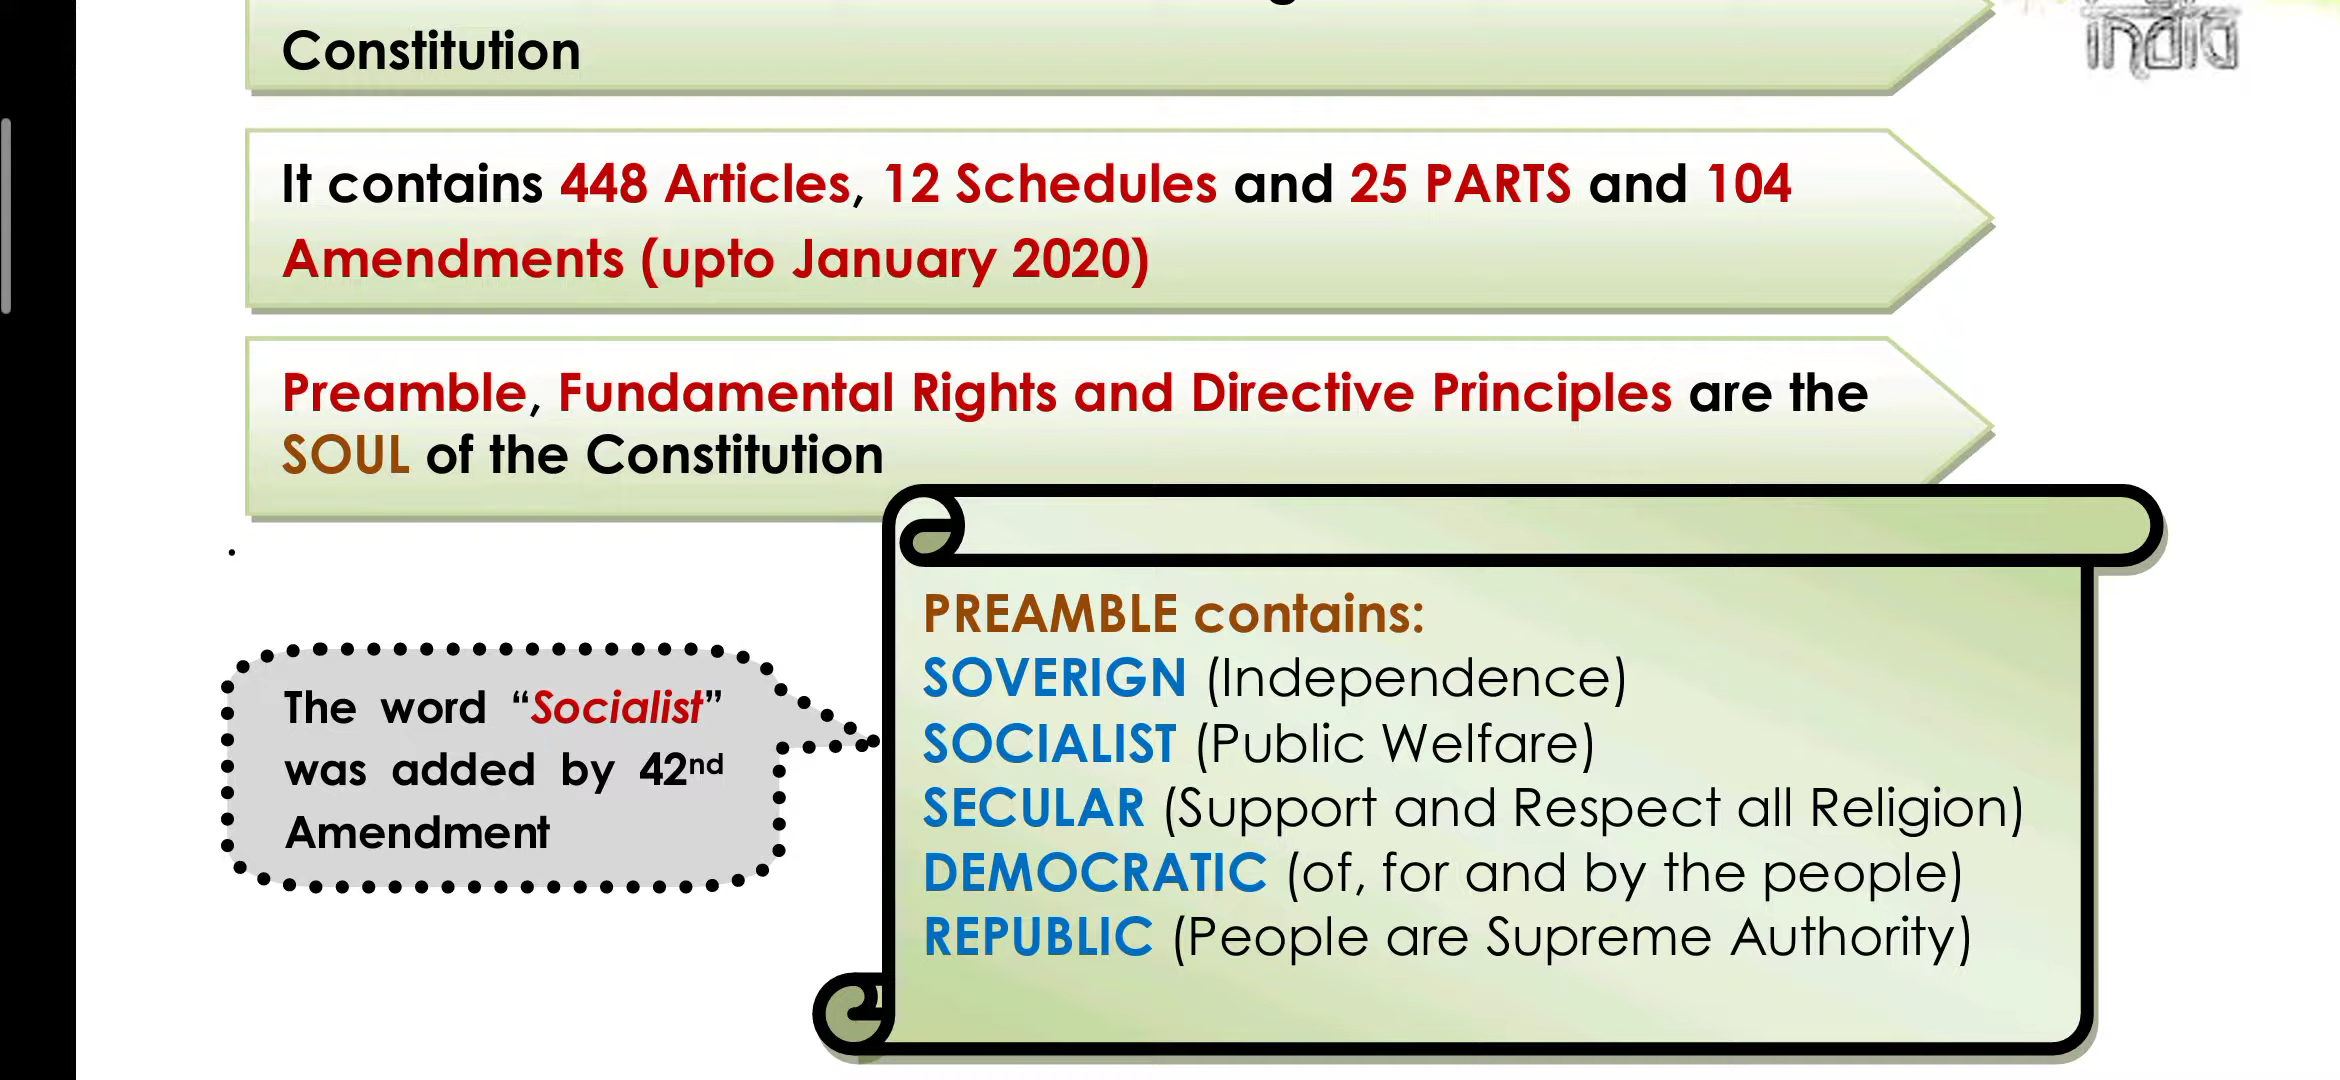 Constitution
india
It contains 448 Articles, 12 Schedules and 25 PARTS and 104
Amendments (upto January 2020)
Preamble, Fundamental Rights and Directive Principles are the
SOUL of the Constitution
.
The word “Socialist”
was added by 42nd
Amendment
PREAMBLE contains:
SOVERIGN (Independence)
SOCIALIST (Public Welfare)
SECULAR (Support and Respect all Religion)
DEMOCRATIC (of, for and by the people)
REPUBLIC (People are Supreme Authority)